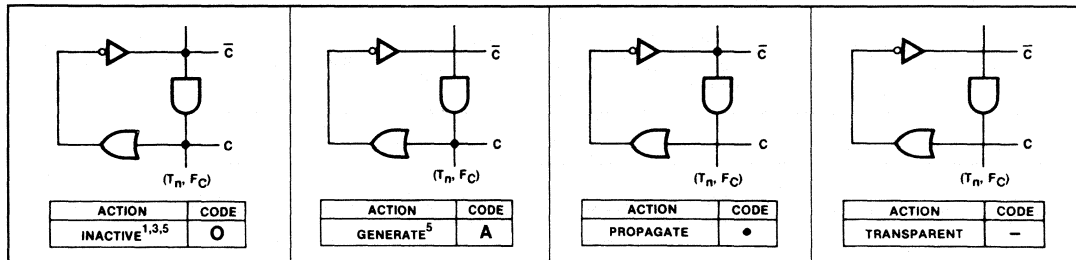 C̅
C
(Tn, FC)
ACTION CODE
INACTIVE1,3,5 O
C̅
C
(Tn, FC)
ACTION CODE
GENERATE5 A
C̅
C
(Tn, FC)
ACTION CODE
PROPAGATE •
C̅
C
(Tn, FC)
ACTION CODE
TRANSPARENT –